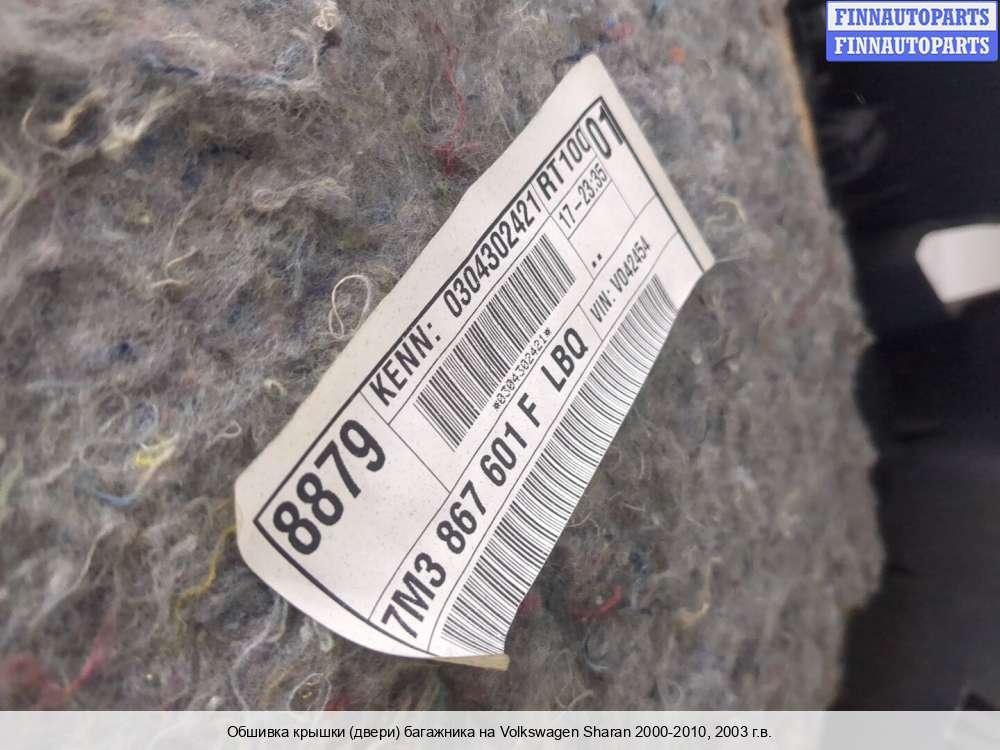 FINNAUTOPARTS
FINNAUTOPARTS
KENN: 0304302421 RT100 01
17-23:35
*0304302421*
VIN: V042454
8879
7M3 867 601 F LBQ
Обшивка крышки (двери) багажника на Volkswagen Sharan 2000-2010, 2003 г.в.